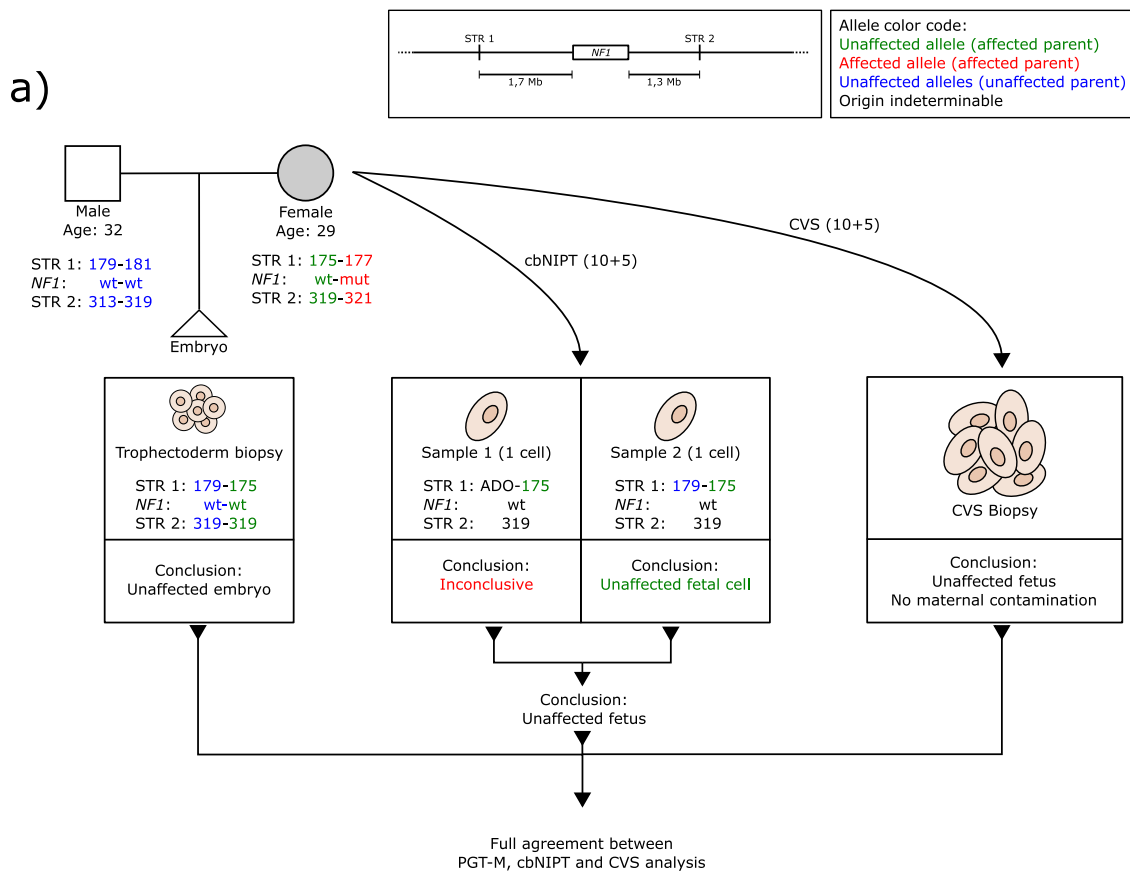 a)
STR 1
NF1
STR 2
1,7 Mb
1,3 Mb
Allele color code:
Unaffected allele (affected parent)
Affected allele (affected parent)
Unaffected alleles (unaffected parent)
Origin indeterminable
Male
Age: 32
STR 1: 179-181
NF1: wt-wt
STR 2: 313-319
Female
Age: 29
STR 1: 175-177
NF1: wt-mut
STR 2: 319-321
Embryo
cbNIPT (10+5)
CVS (10+5)
Trophectoderm biopsy
STR 1: 179-175
NF1: wt-wt
STR 2: 319-319
Conclusion:
Unaffected embryo
Sample 1 (1 cell)
STR 1: ADO-175
NF1: wt
STR 2: 319
Conclusion:
Inconclusive
Sample 2 (1 cell)
STR 1: 179-175
NF1: wt
STR 2: 319
Conclusion:
Unaffected fetal cell
CVS Biopsy
Conclusion:
Unaffected fetus
No maternal contamination
Conclusion:
Unaffected fetus
Full agreement between
PGT-M, cbNIPT and CVS analysis